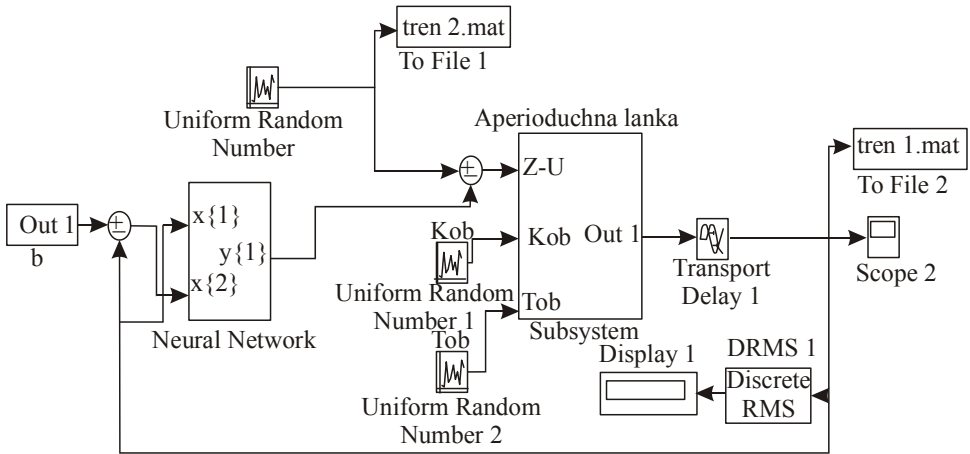 tren 2.mat
To File 1
Uniform Random
Number
Aperioduchna lanka
tren 1.mat
To File 2
Z-U
±
Out 1
b
±
x{1}
y{1}
x{2}
Neural Network
Kob
Uniform Random
Number 1
Kob
Out 1
Tob
Subsystem
Transport
Delay 1
Scope 2
Tob
Uniform Random
Number 2
Display 1
DRMS 1
Discrete
RMS